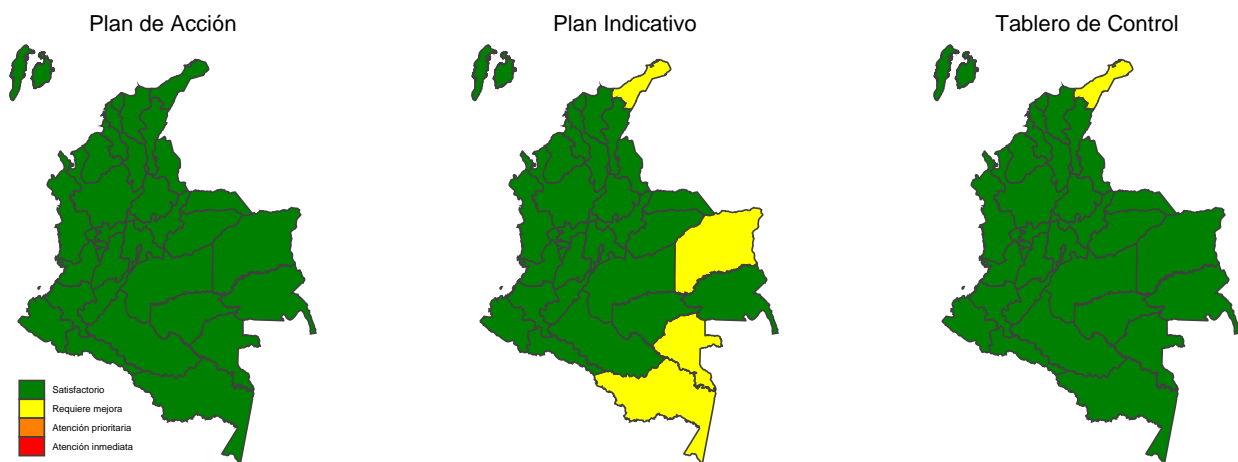 Plan de Acción
Plan Indicativo
Tablero de Control
Satisfactorio
Requiere mejora
Atención prioritaria
Atención inmediata